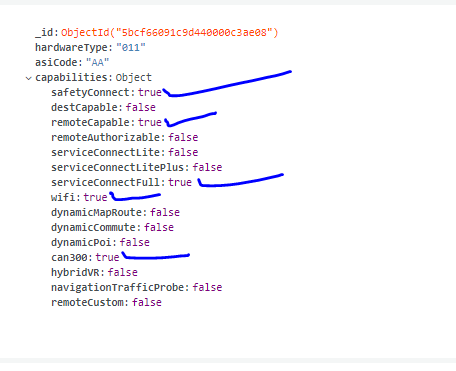 _id: ObjectId("5bcf66091c9d440000c3ae08")
hardwareType: "011"
asiCode: "AA"
capabilities: Object
safetyConnect: true
destCapable: false
remoteCapable: true
remoteAuthorizable: false
serviceConnectLite: false
serviceConnectLitePlus: false
serviceConnectFull: true
wifi: true
dynamicMapRoute: false
dynamicCommute: false
dynamicPoi: false
can300: true
hybridVR: false
navigationTrafficProbe: false
remoteCustom: false